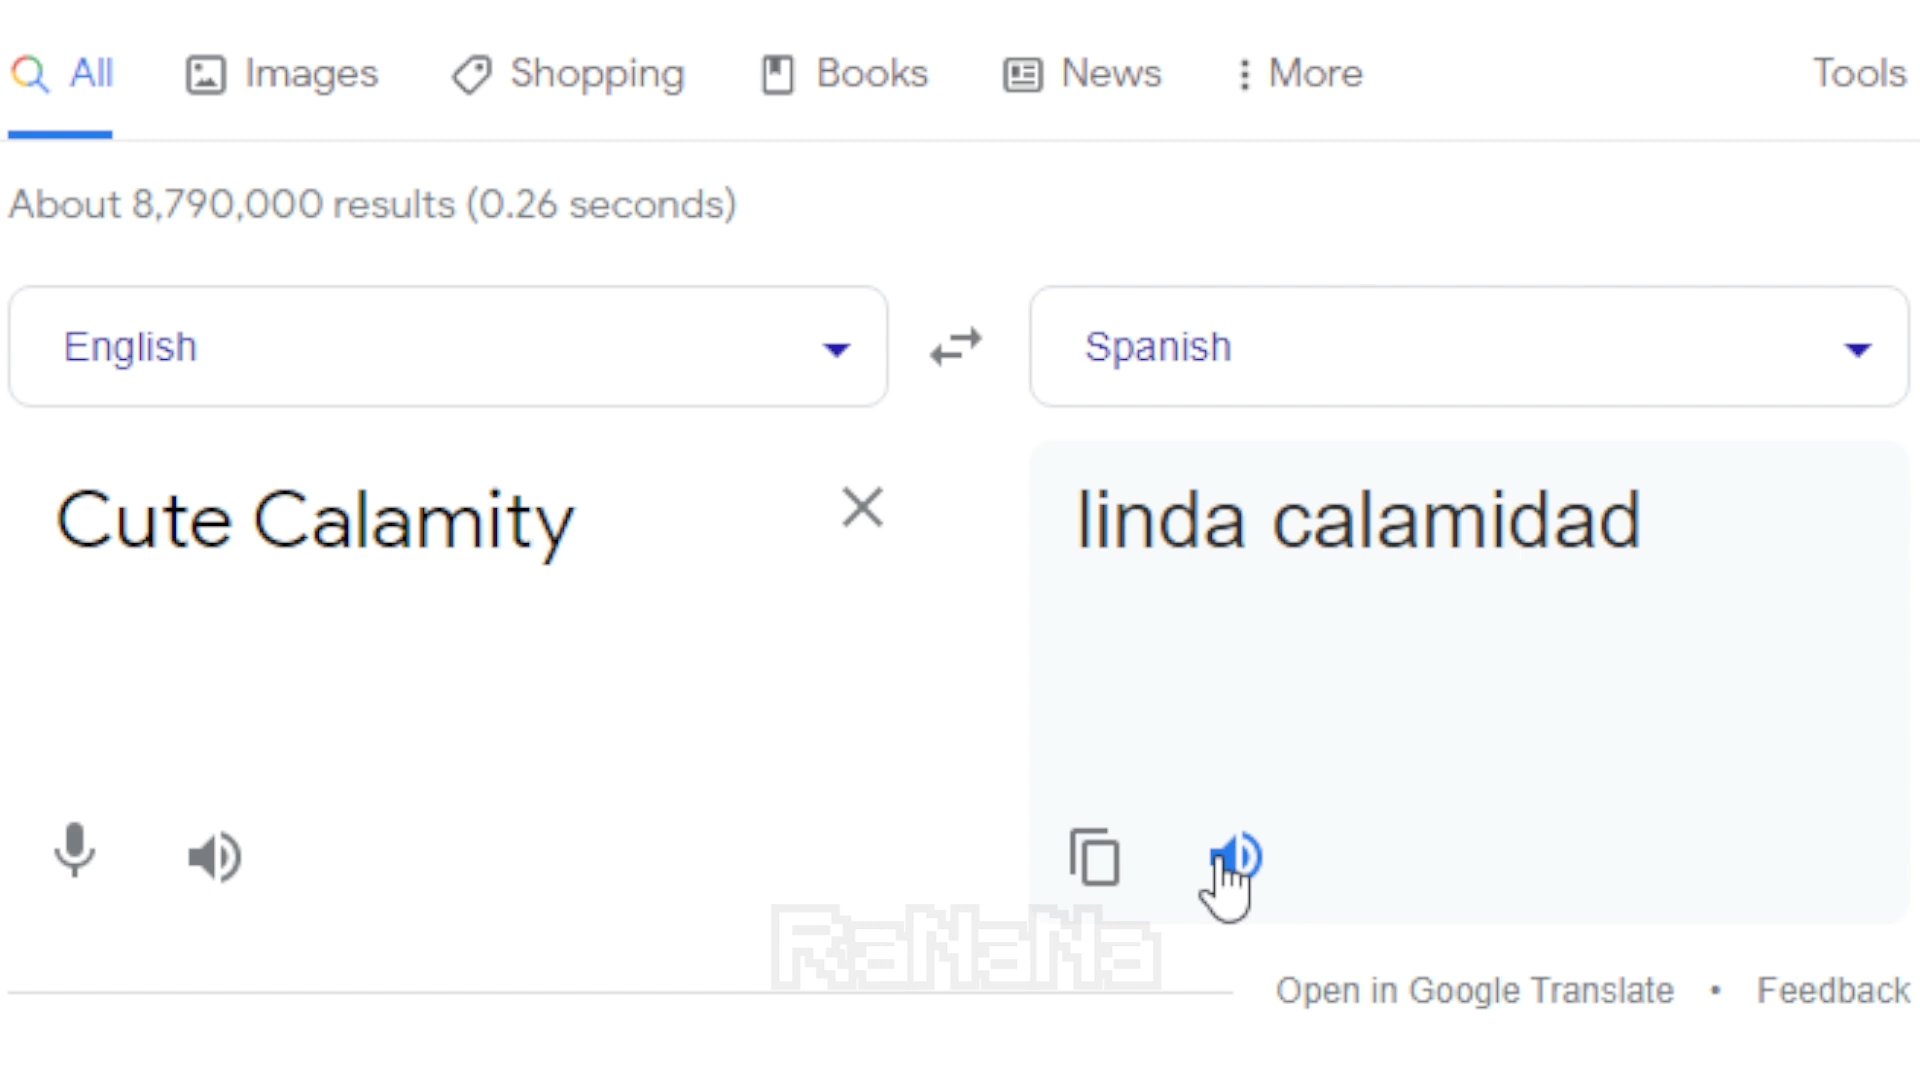 All Images Shopping Books News More Tools
About 8,790,000 results (0.26 seconds)
English Spanish
Cute Calamity linda calamidad
RaNaNa
Open in Google Translate • Feedback